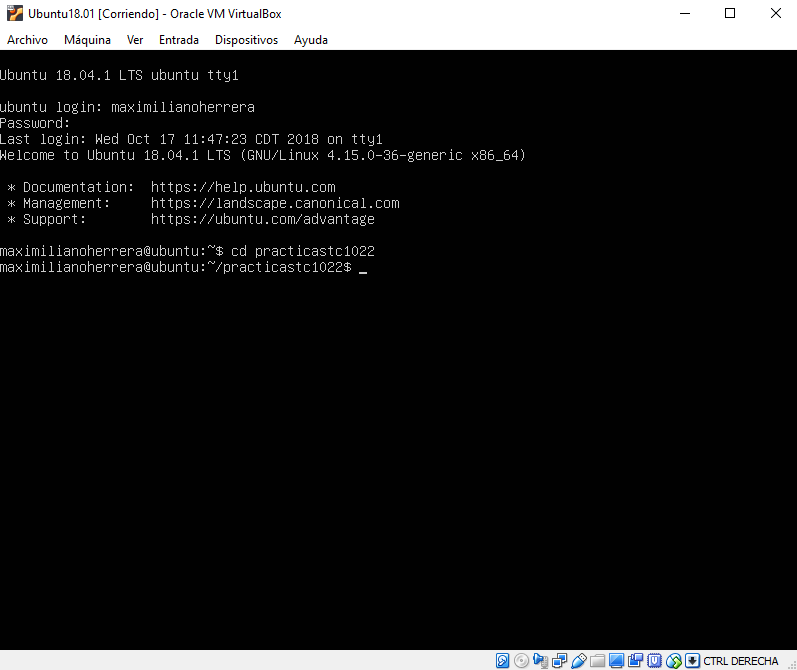 Ubuntu18.01 [Corriendo] - Oracle VM VirtualBox
Archivo Máquina Ver Entrada Dispositivos Ayuda
Ubuntu 18.04.1 LTS ubuntu tty1
ubuntu login: maximilianoherrera
Password:
Last login: Wed Oct 17 11:47:23 CDT 2018 on tty1
Welcome to Ubuntu 18.04.1 LTS (GNU/Linux 4.15.0-36-generic x86_64)
* Documentation: https://help.ubuntu.com
* Management: https://landscape.canonical.com
* Support: https://ubuntu.com/advantage
maximilianoherrera@ubuntu:~$ cd practicastc1022
maximilianoherrera@ubuntu:~/practicastc1022$ _
CTRL DERECHA